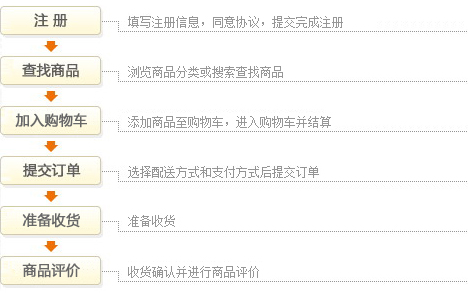 注 册
填写注册信息，同意协议，提交完成注册
查找商品
浏览商品分类或搜索查找商品
加入购物车
添加商品至购物车，进入购物车并结算
提交订单
选择配送方式和支付方式后提交订单
准备收货
准备收货
商品评价
收货确认并进行商品评价